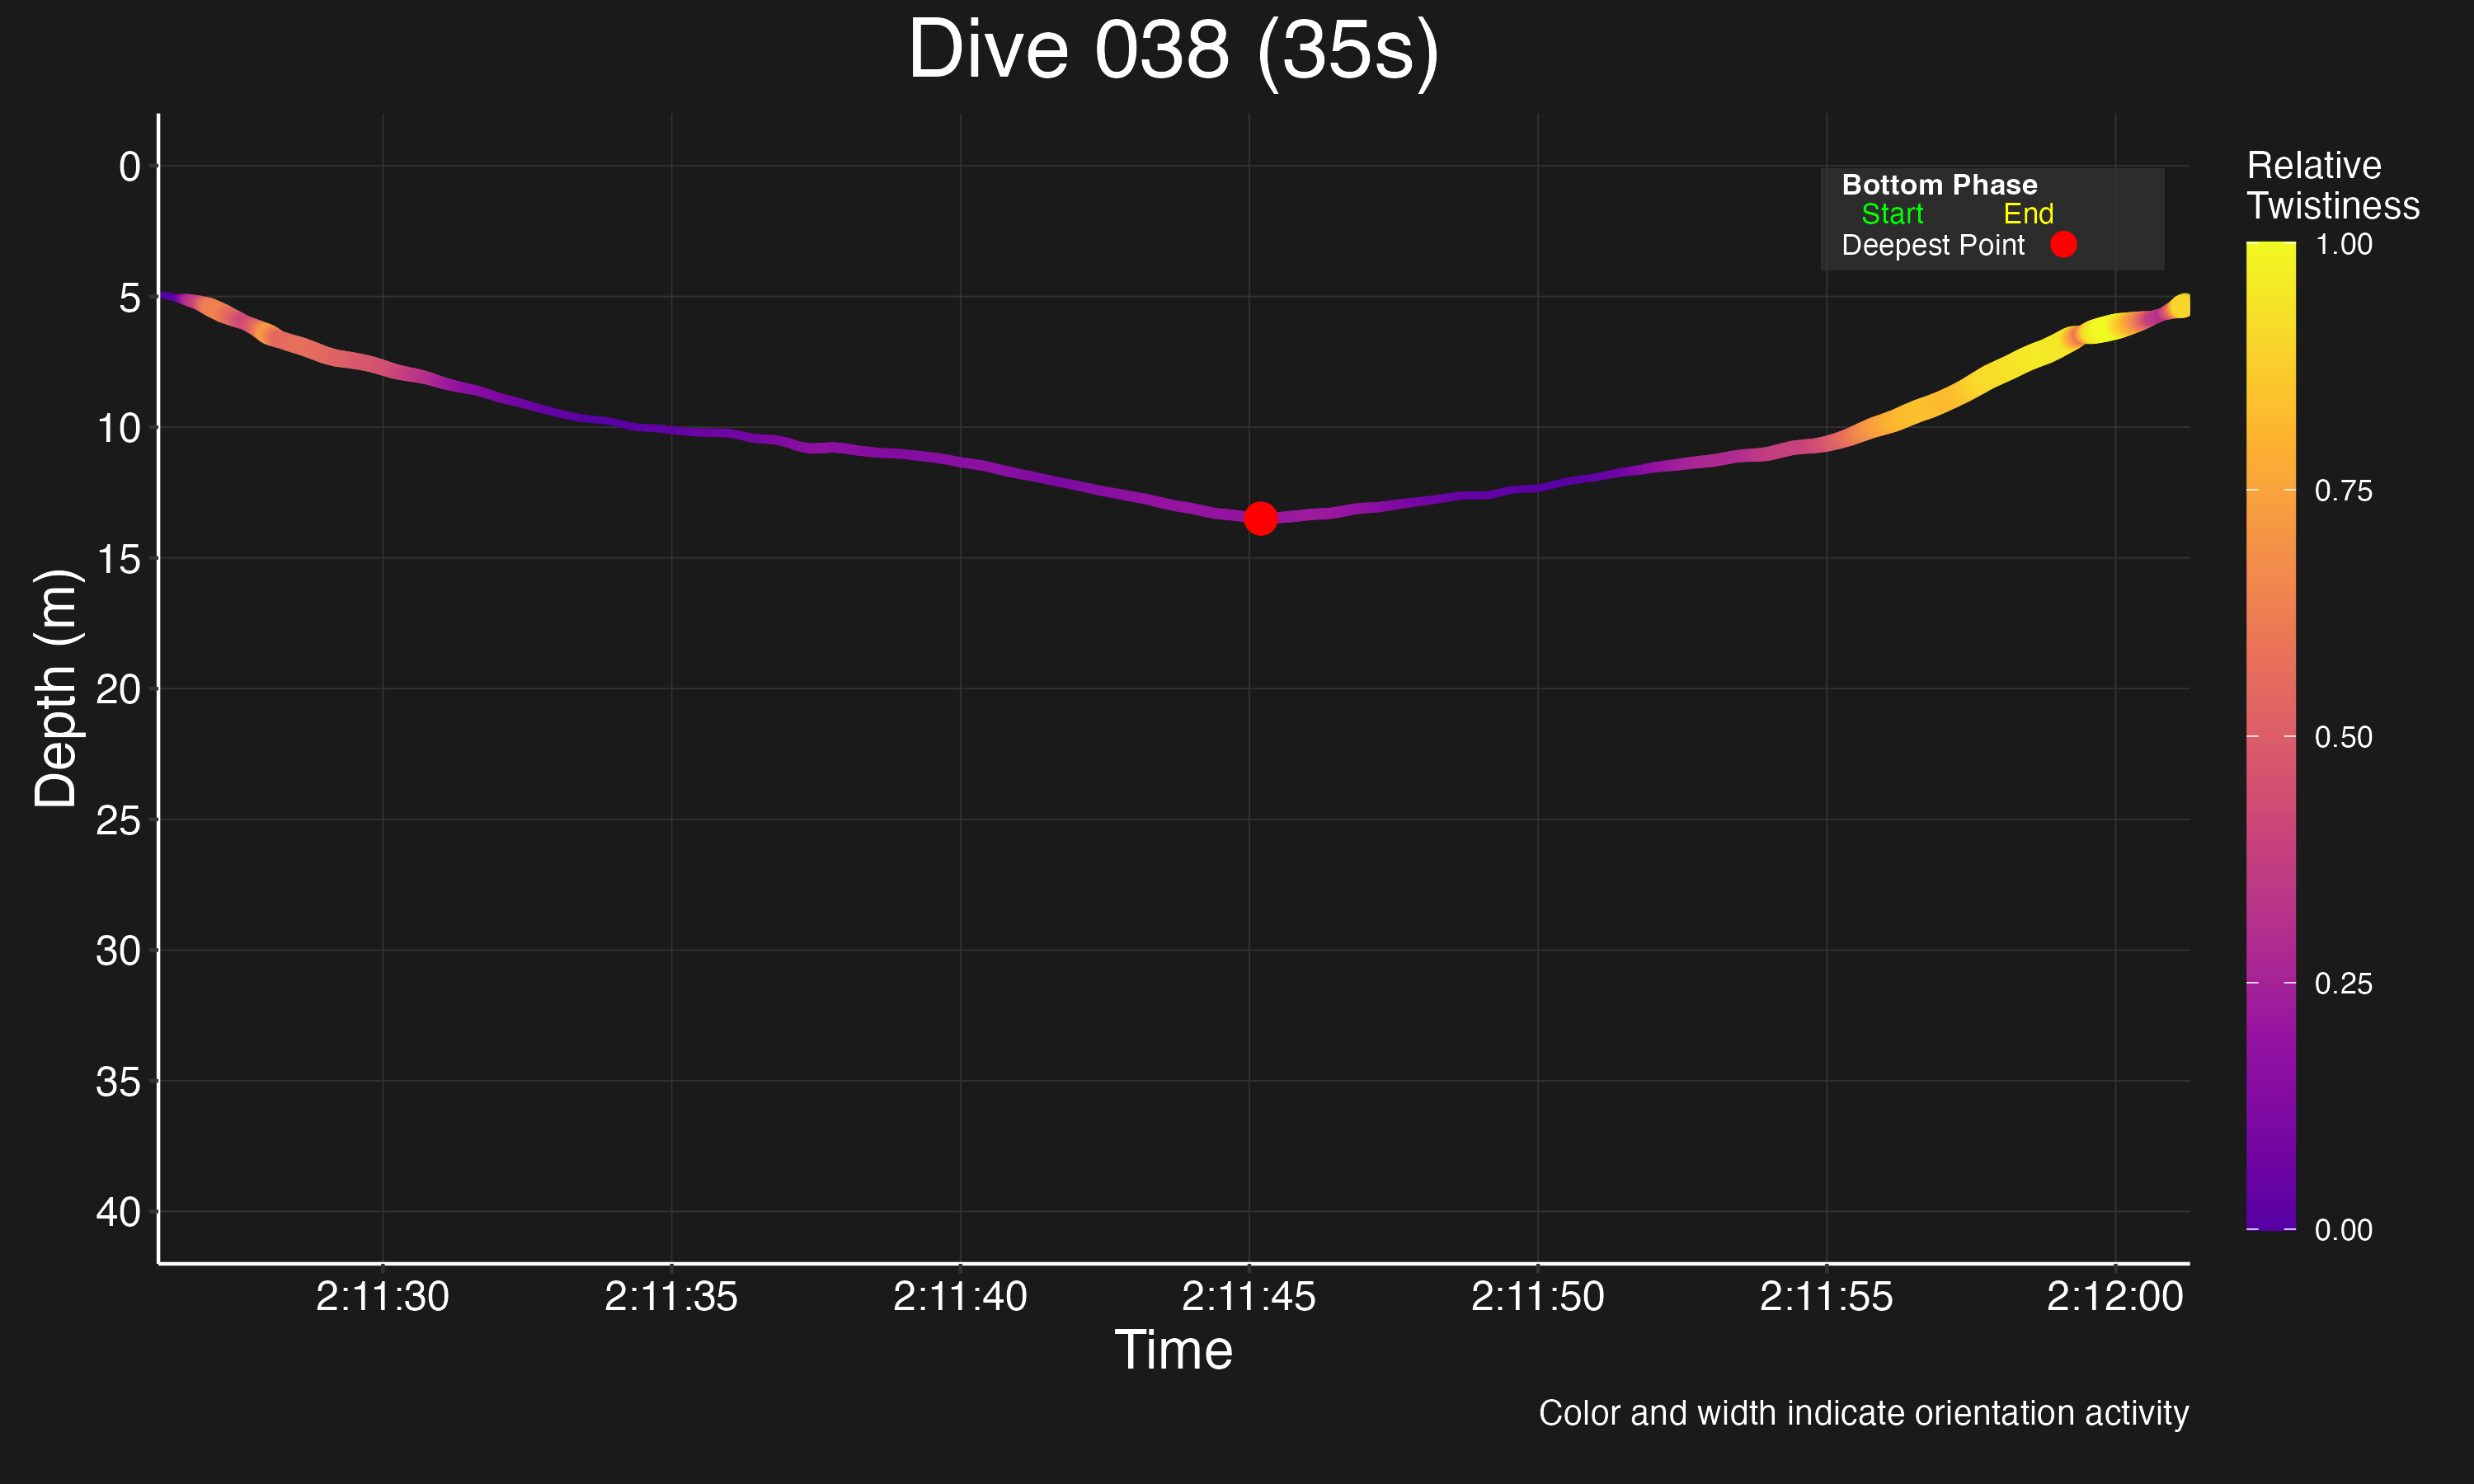 Dive 038 (35s)
0
5
10
15
20
25
30
35
40
Depth (m)
Bottom Phase
Start End
Deepest Point
Relative
Twistiness
1.00
0.75
0.50
0.25
0.00
2:11:30 2:11:35 2:11:40 2:11:45 2:11:50 2:11:55 2:12:00
Time
Color and width indicate orientation activity